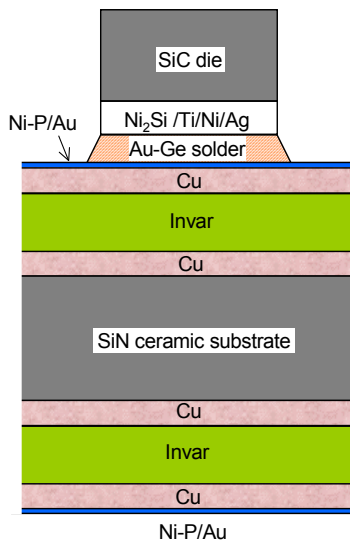 SiC die
Ni₂Si /Ti/Ni/Ag
Ni-P/Au
Au-Ge solder
Cu
Invar
Cu
SiN ceramic substrate
Cu
Invar
Cu
Ni-P/Au